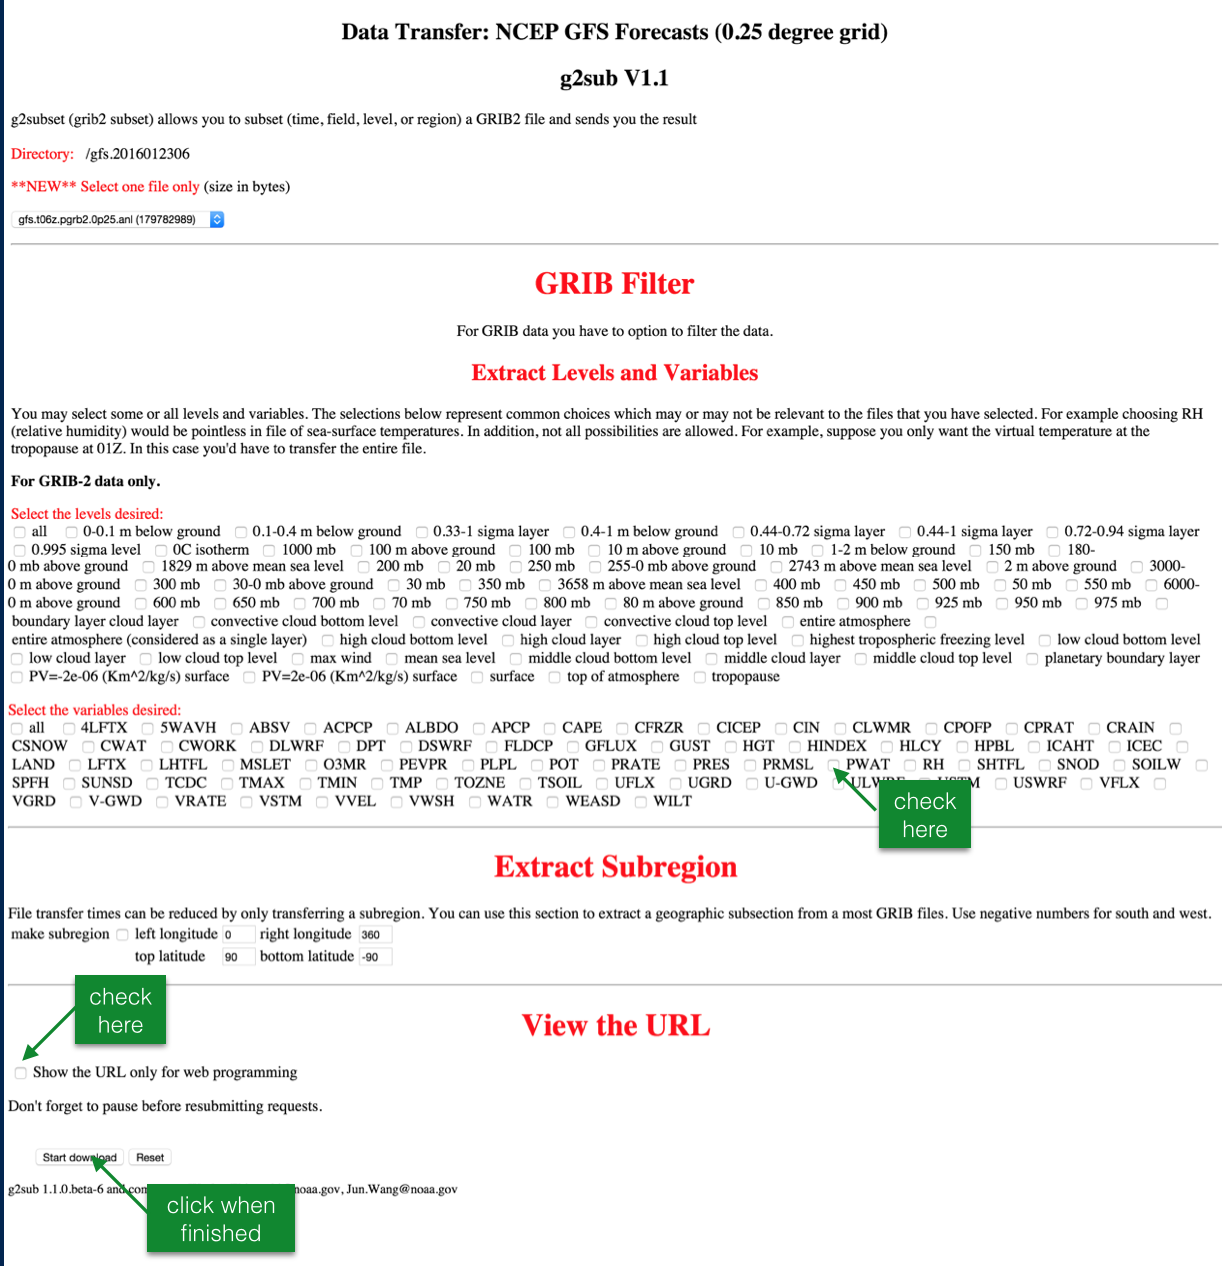 Data Transfer: NCEP GFS Forecasts (0.25 degree grid)
g2sub V1.1
g2subset (grib2 subset) allows you to subset (time, field, level, or region) a GRIB2 file and sends you the result
Directory: /gfs.2016012306
**NEW** Select one file only (size in bytes)
gfs.t06z.pgrb2.0p25.anl (179782989)
GRIB Filter
For GRIB data you have to option to filter the data.
Extract Levels and Variables
You may select some or all levels and variables. The selections below represent common choices which may or may not be relevant to the files that you have selected. For example choosing RH
(relative humidity) would be pointless in file of sea-surface temperatures. In addition, not all possibilities are allowed. For example, suppose you only want the virtual temperature at the
tropopause at 01Z. In this case you'd have to transfer the entire file.
For GRIB-2 data only.
Select the levels desired:
all 0-0.1 m below ground 0.1-0.4 m below ground 0.33-1 sigma layer 0.4-1 m below ground 0.44-0.72 sigma layer 0.44-1 sigma layer 0.72-0.94 sigma layer
0.995 sigma level 0C isotherm 1000 mb 100 m above ground 100 mb 10 m above ground 10 mb 1-2 m below ground 150 mb 180-
0 mb above ground 1829 m above mean sea level 200 mb 20 mb 250 mb 255-0 mb above ground 2743 m above mean sea level 2 m above ground 3000-
0 m above ground 300 mb 30-0 mb above ground 30 mb 350 mb 3658 m above mean sea level 400 mb 450 mb 500 mb 50 mb 550 mb 6000-
0 m above ground 600 mb 650 mb 700 mb 70 mb 750 mb 800 mb 80 m above ground 850 mb 900 mb 925 mb 950 mb 975 mb
boundary layer cloud layer convective cloud bottom level convective cloud layer convective cloud top level entire atmosphere
entire atmosphere (considered as a single layer) high cloud bottom level high cloud layer high cloud top level highest tropospheric freezing level low cloud bottom level
low cloud layer low cloud top level max wind mean sea level middle cloud bottom level middle cloud layer middle cloud top level planetary boundary layer
PV=-2e-06 (Km^2/kg/s) surface PV=2e-06 (Km^2/kg/s) surface surface top of atmosphere tropopause
Select the variables desired:
all 4LFTX 5WAVH ABSV ACPCP ALBDO APCP CAPE CFRZR CICEP CIN CLWMR CPOFP CPRAT CRAIN
CSNOW CWAT CWORK DLWRF DPT DSWRF FLDCP GFLUX GUST HGT HINDEX HLCY HPBL ICAHT ICEC
LAND LFTX LHTFL MSLET O3MR PEVPR PLPL POT PRATE PRES PRMSL PWAT RH SHTFL SNOD SOILW
SPFH SUNSD TCDC TMAX TMIN TMP TOZNE TSOIL UFLX UGRD U-GWD USWRF VFLX
VGRD V-GWD VRATE VSTM VVEL VWSH WATR WEASD WILT
check
here
Extract Subregion
File transfer times can be reduced by only transferring a subregion. You can use this section to extract a geographic subsection from a most GRIB files. Use negative numbers for south and west.
make subregion left longitude 0 right longitude 360
top latitude 90 bottom latitude -90
check
here
View the URL
Show the URL only for web programming
Don't forget to pause before resubmitting requests.
Start download Reset
g2sub 1.1.0.beta-6 and noaa.gov, Jun.Wang@noaa.gov
click when
finished